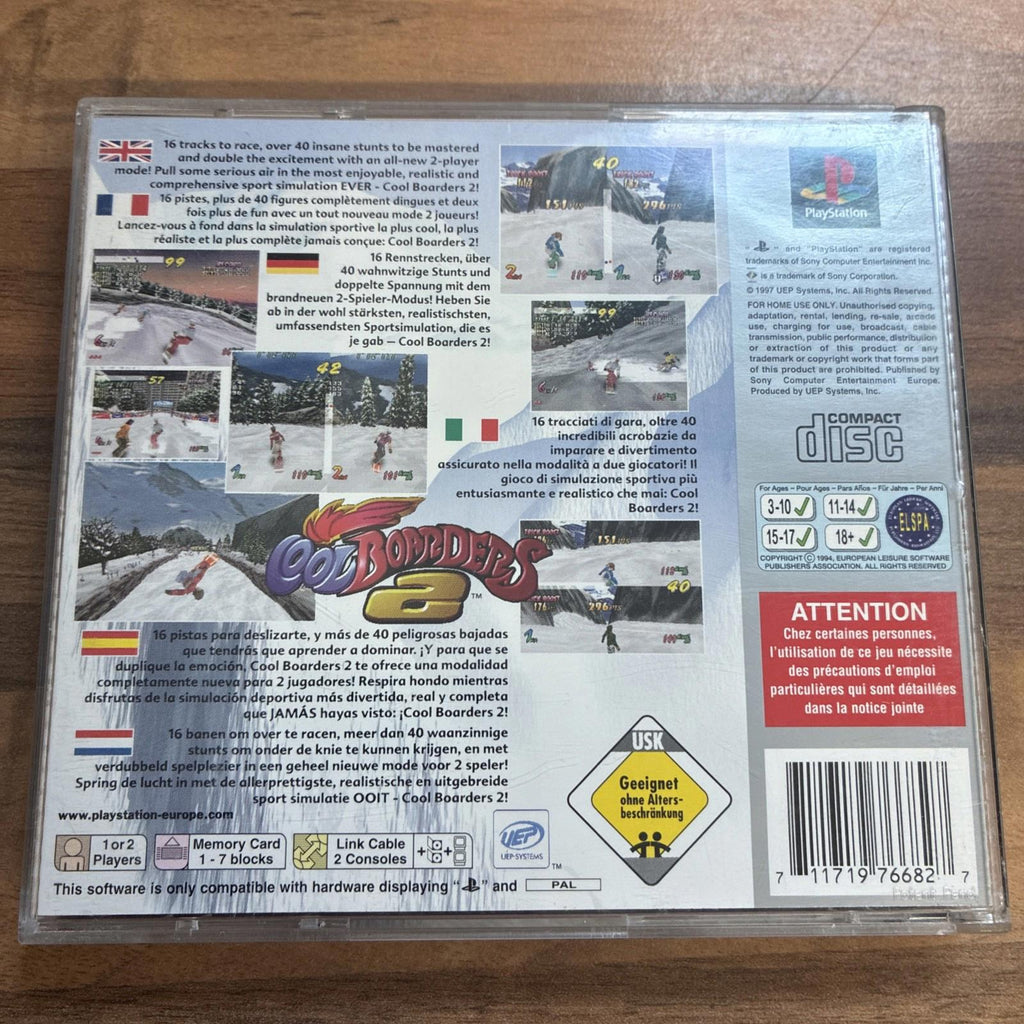 16 tracks to race, over 40 insane stunts to be mastered
and double the excitement with an all-new 2-player
mode! Pull some serious air in the most enjoyable, realistic and
comprehensive sport simulation EVER - Cool Boarders 2!
16 pistes, plus de 40 figures complètement dingues et deux
fois plus de fun avec un tout nouveau mode 2 joueurs!
Lancez-vous à fond dans la simulation sportive la plus cool, la plus
réaliste et la plus complète jamais conçue: Cool Boarders 2!
16 Rennstrecken, über
40 wahnwitzige Stunts und
doppelte Spannung mit dem
brandneuen 2-Spieler-Modus! Heben Sie
ab in der wohl stärksten, realistischsten,
umfassendsten Sportsimulation, die es
je gab – Cool Boarders 2!
99
57
42
40
151PTS
296PTS
99
16 tracciati di gara, oltre 40
incredibili acrobazie da
imparare e divertimento
assicurato nella modalità a due giocatori! Il
gioco di simulazione sportiva più
entusiasmante e realistico che mai: Cool
Boarders 2!
COOL BOARDERS 2 ™
TRICK POINT
151PTS
40
176PTS
296PTS
16 pistas para deslizarte, y más de 40 peligrosas bajadas
que tendrás que aprender a dominar. ¡Y para que se
duplique la emoción, Cool Boarders 2 te ofrece una modalidad
completamente nueva para 2 jugadores! Respira hondo mientras
disfrutas de la simulación deportiva más divertida, real y completa
que JAMÁS hayas visto: ¡Cool Boarders 2!
16 banen om over te racen, meer dan 40 waanzinnige
stunts om onder de knie te kunnen krijgen, en met
verdubbeld spelplezier in een geheel nieuwe mode voor 2 speler!
Spring de lucht in met de allerprettigste, realistische en uitgebreide
sport simulatie OOIT - Cool Boarders 2!
www.playstation-europe.com
1 or 2
Players
Memory Card
1 - 7 blocks
Link Cable
2 Consoles
UEP
UEP-SYSTEMS
TM
This software is only compatible with hardware displaying " " and PAL
USK
Geeignet
ohne Alters-
beschränkung
PlayStation
" " and "PlayStation" are registered
trademarks of Sony Computer Entertainment Inc.
is a trademark of Sony Corporation.
© 1997 UEP Systems, Inc. All Rights Reserved.
FOR HOME USE ONLY. Unauthorised copying,
adaptation, rental, lending, re-sale, arcade
use, charging for use, broadcast, cable
transmission, public performance, distribution
or extraction of this product or any
trademark or copyright work that forms part
of this product are prohibited. Published by
Sony Computer Entertainment Europe.
Produced by UEP Systems, Inc.
COMPACT
disc
For Ages – Pour Ages – Para Años – Für Jahre – Per Anni
3-10 11-14
15-17 18+
ELSPA
COPYRIGHT © 1994, EUROPEAN LEISURE SOFTWARE
PUBLISHERS ASSOCIATION. ALL RIGHTS RESERVED
ATTENTION
Chez certaines personnes,
l'utilisation de ce jeu nécessite
des précautions d'emploi
particulières qui sont détaillées
dans la notice jointe
7 11719 76682 7